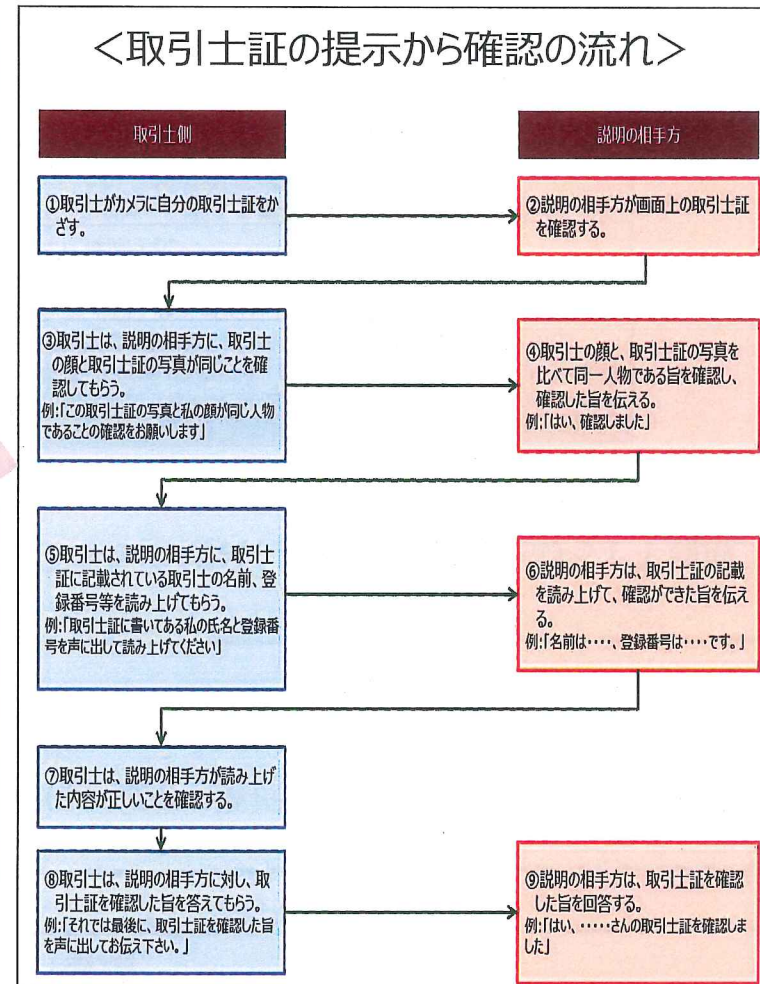 ＜取引士証の提示から確認の流れ＞
取引士側
説明の相手方
①取引士がカメラに自分の取引士証をか
ざす。
②説明の相手方が画面上の取引士証
を確認する。
③取引士は、説明の相手方に、取引士
の顔と取引士証の写真が同じことを確
認してもらう。
例:「この取引士証の写真と私の顔が同じ人物
であることの確認をお願いします」
④取引士の顔と、取引士証の写真を
比べて同一人物である旨を確認し、
確認した旨を伝える。
例:「はい、確認しました」
⑤取引士は、説明の相手方に、取引士
証に記載されている取引士の名前、登
録番号等を読み上げてもらう。
例:「取引士証に書いてある私の氏名と登録番
号を声に出して読み上げてください」
⑥説明の相手方は、取引士証の記載
を読み上げて、確認ができた旨を伝え
る。
例:「名前は‥‥、登録番号は‥‥です。」
⑦取引士は、説明の相手方が読み上げ
た内容が正しいことを確認する。
⑧取引士は、説明の相手方に対し、取
引士証を確認した旨を答えてもらう。
例:「それでは最後に、取引士証を確認した旨
を声に出してお伝え下さい。」
⑨説明の相手方は、取引士証を確認
した旨を回答する。
例:「はい、‥‥‥さんの取引士証を確認しま
した」